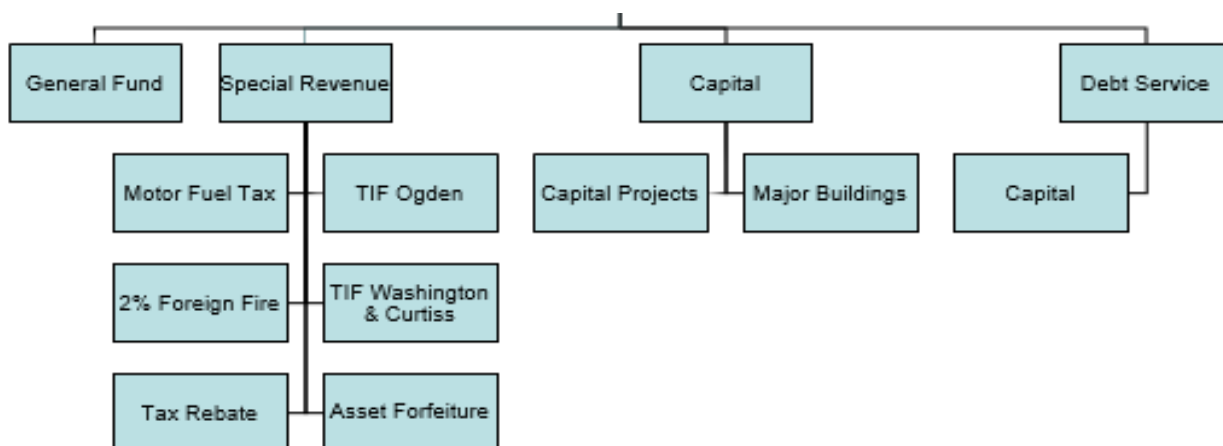 General Fund
Special Revenue
Capital
Debt Service
Motor Fuel Tax
TIF Ogden
Capital Projects
Major Buildings
Capital
2% Foreign Fire
TIF Washington
& Curtiss
Tax Rebate
Asset Forfeiture